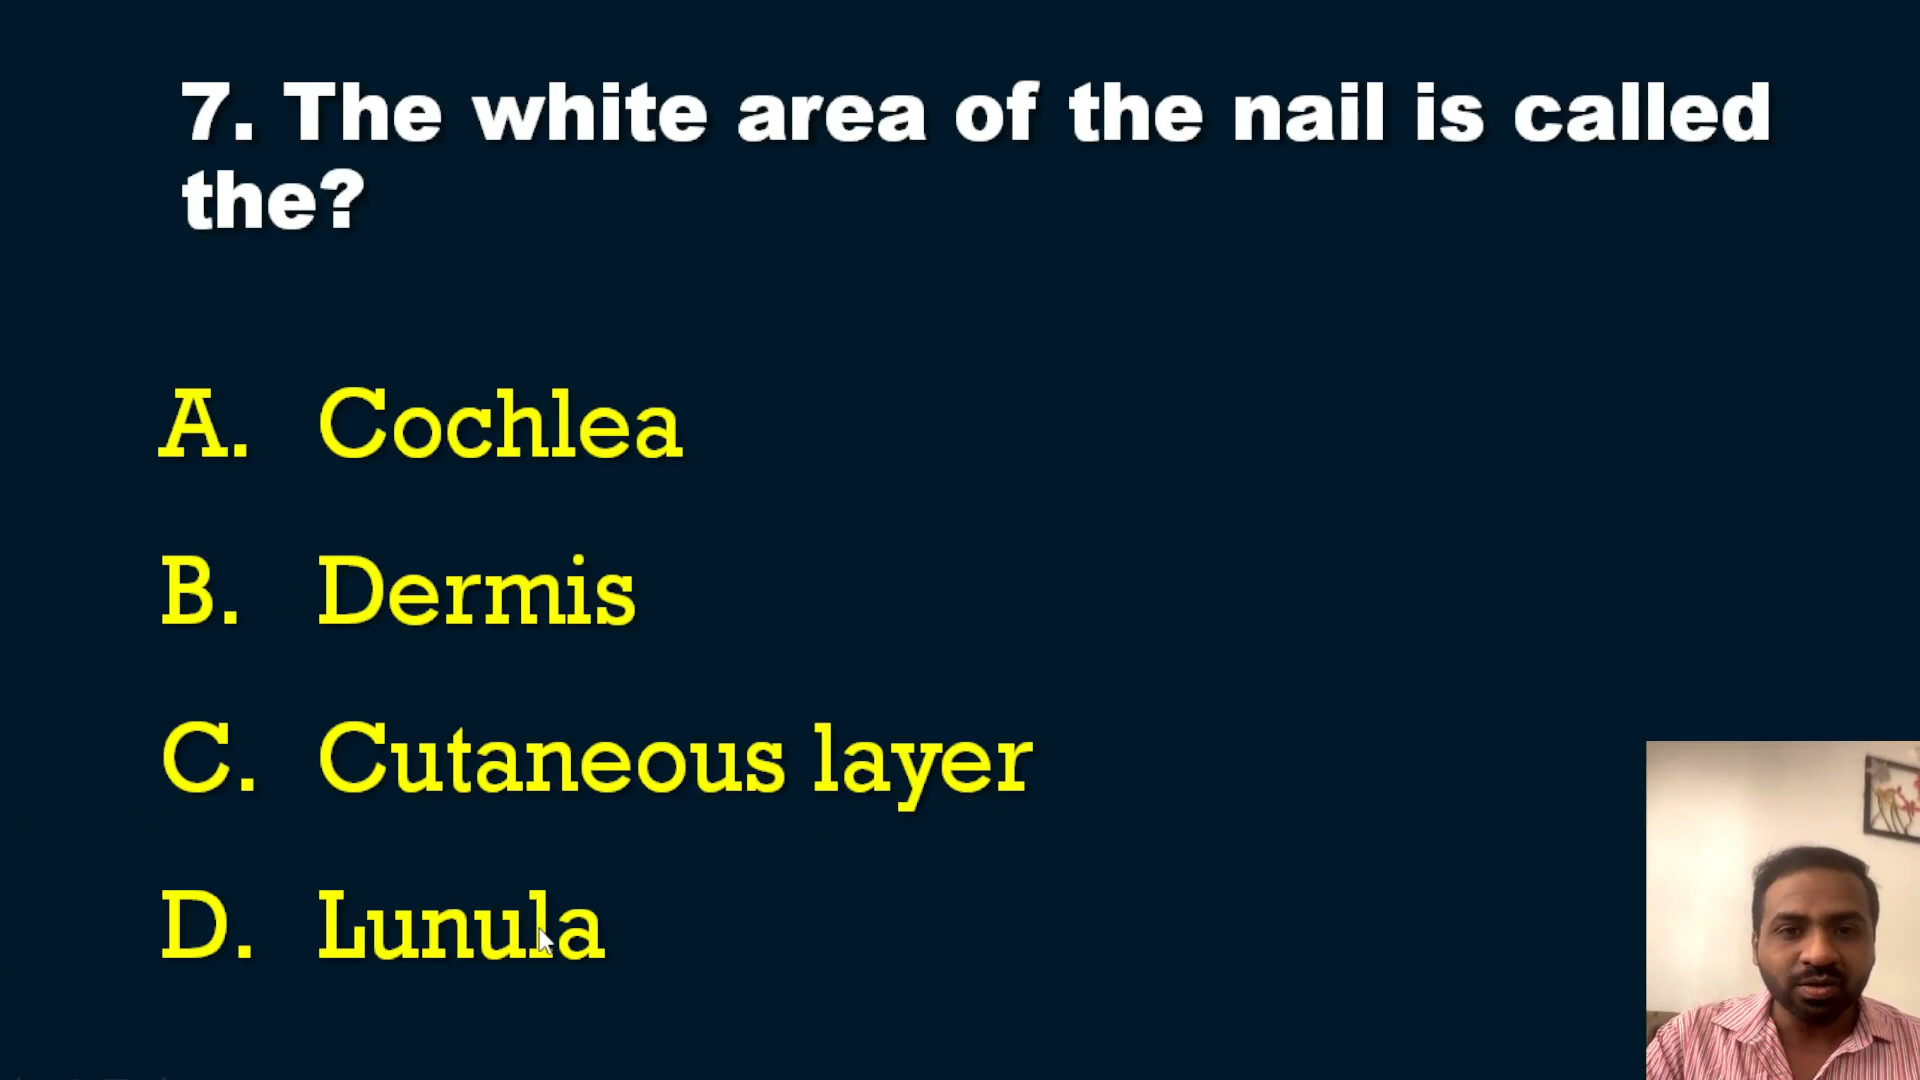 7. The white area of the nail is called
the?
A. Cochlea
B. Dermis
C. Cutaneous layer
D. Lunula